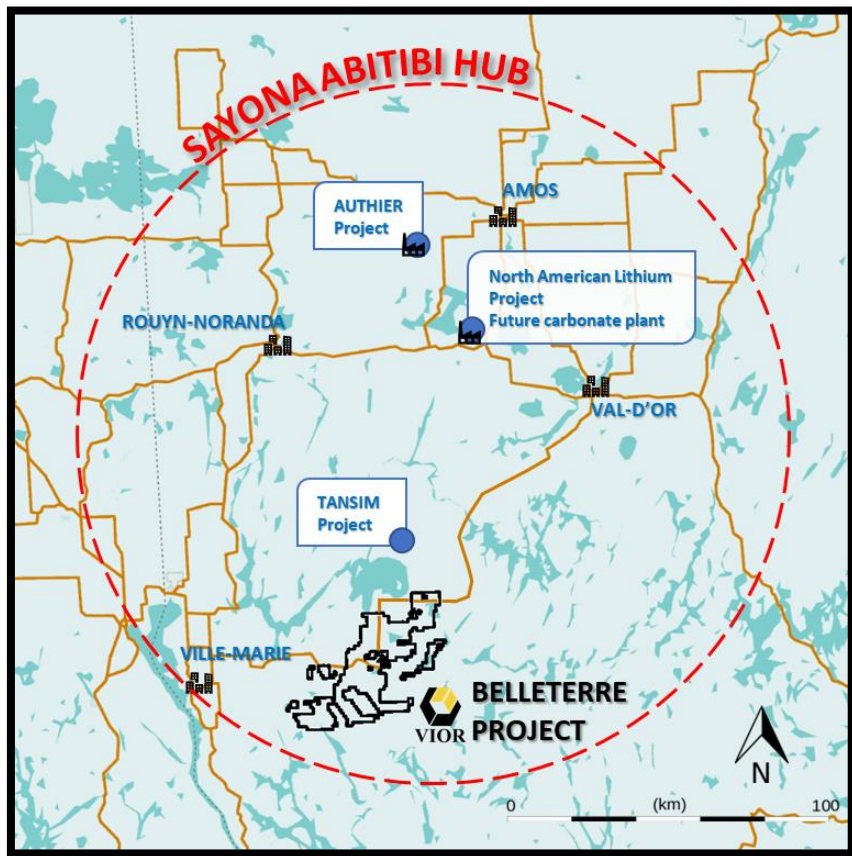 SAYONA ABITIBI HUB
AMOS
AUTHIER
Project
North American Lithium
Project
Future carbonate plant
ROUYN-NORANDA
VAL-D'OR
TANSIM
Project
VILLE-MARIE
BELLETERRE
PROJECT
VIOR
N
0 (km) 100